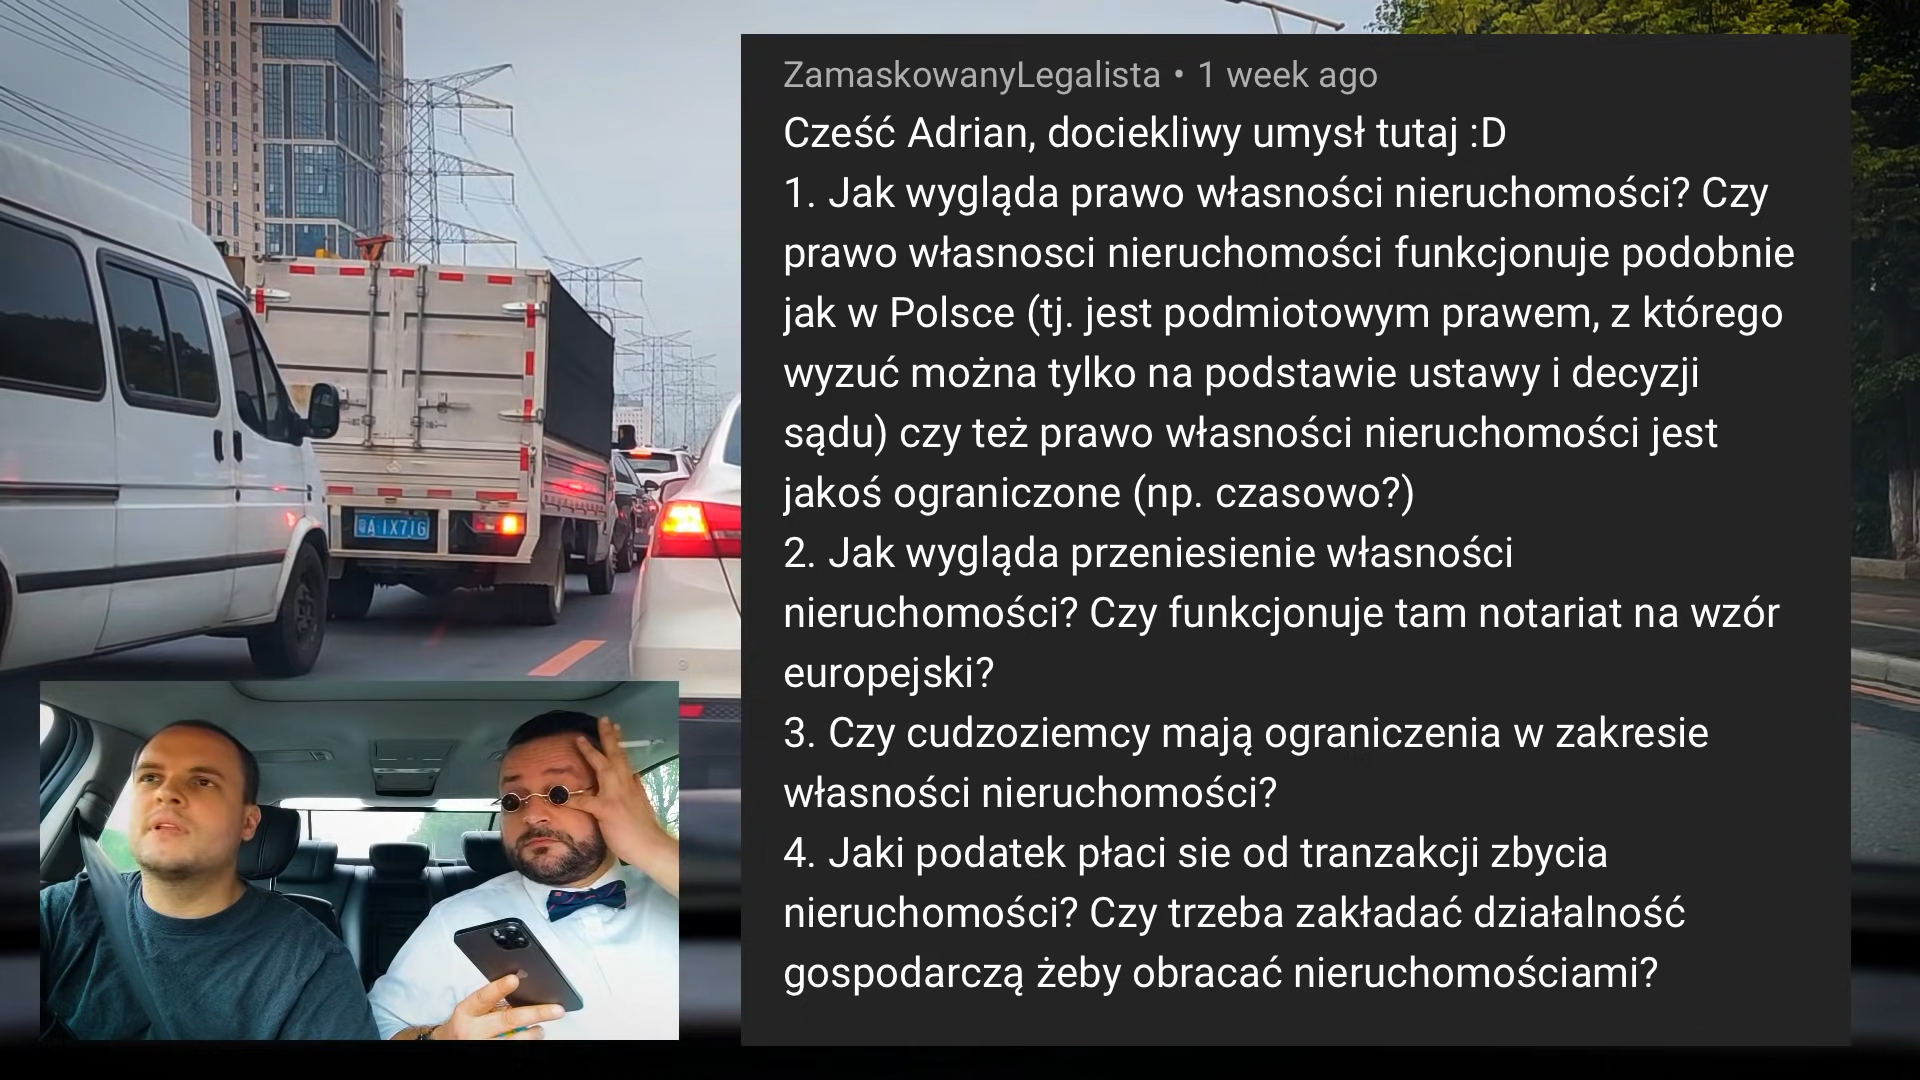 ZamaskowanyLegalista • 1 week ago
Cześć Adrian, dociekliwy umysł tutaj :D
1. Jak wygląda prawo własności nieruchomości? Czy
prawo własnosci nieruchomości funkcjonuje podobnie
jak w Polsce (tj. jest podmiotowym prawem, z którego
wyzuć można tylko na podstawie ustawy i decyzji
sądu) czy też prawo własności nieruchomości jest
jakoś ograniczone (np. czasowo?)
2. Jak wygląda przeniesienie własności
nieruchomości? Czy funkcjonuje tam notariat na wzór
europejski?
3. Czy cudzoziemcy mają ograniczenia w zakresie
własności nieruchomości?
4. Jaki podatek płaci sie od tranzakcji zbycia
nieruchomości? Czy trzeba zakładać działalność
gospodarczą żeby obracać nieruchomościami?